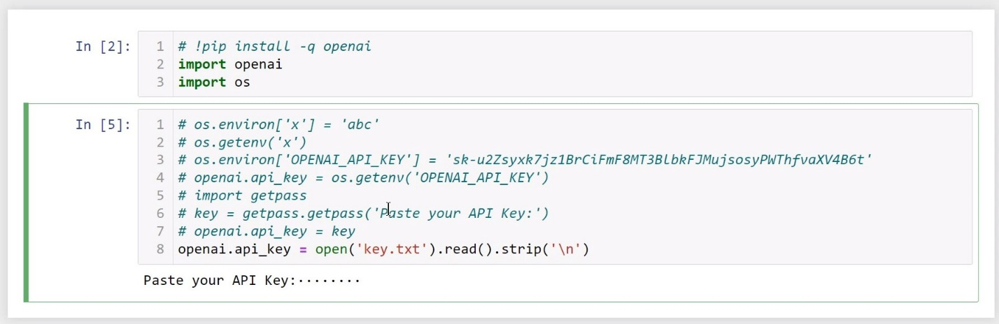 In [2]:
1 # !pip install -q openai
2 import openai
3 import os
In [5]:
1 # os.environ['x'] = 'abc'
2 # os.getenv('x')
3 # os.environ['OPENAI_API_KEY'] = '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'
4 # openai.api_key = os.getenv('OPENAI_API_KEY')
5 # import getpass
6 # key = getpass.getpass('Paste your API Key:')
7 # openai.api_key = key
8 openai.api_key = open('key.txt').read().strip('\n')
Paste your API Key:········